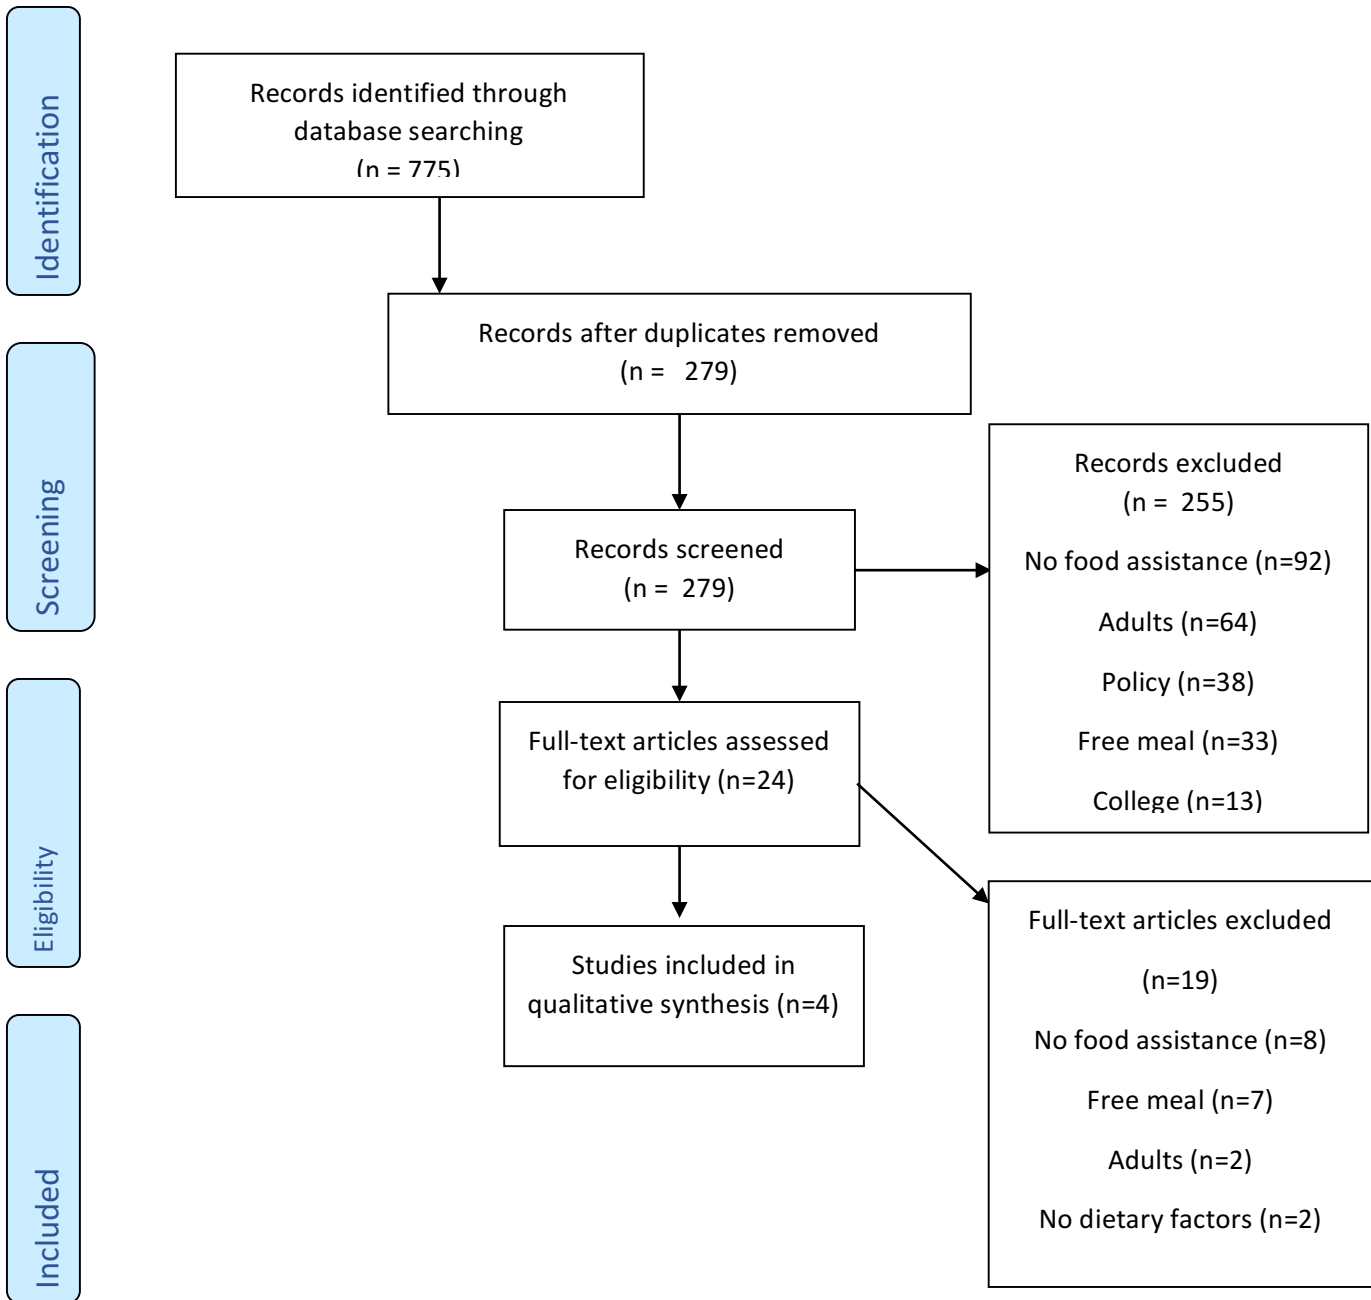 Identification
Records identified through
database searching
(n = 775)
Records after duplicates removed
(n = 279)
Screening
Records screened
(n = 279)
Records excluded
(n = 255)
No food assistance (n=92)
Adults (n=64)
Policy (n=38)
Free meal (n=33)
College (n=13)
Eligibility
Full-text articles assessed
for eligibility (n=24)
Full-text articles excluded
(n=19)
No food assistance (n=8)
Free meal (n=7)
Adults (n=2)
No dietary factors (n=2)
Studies included in
qualitative synthesis (n=4)
Included